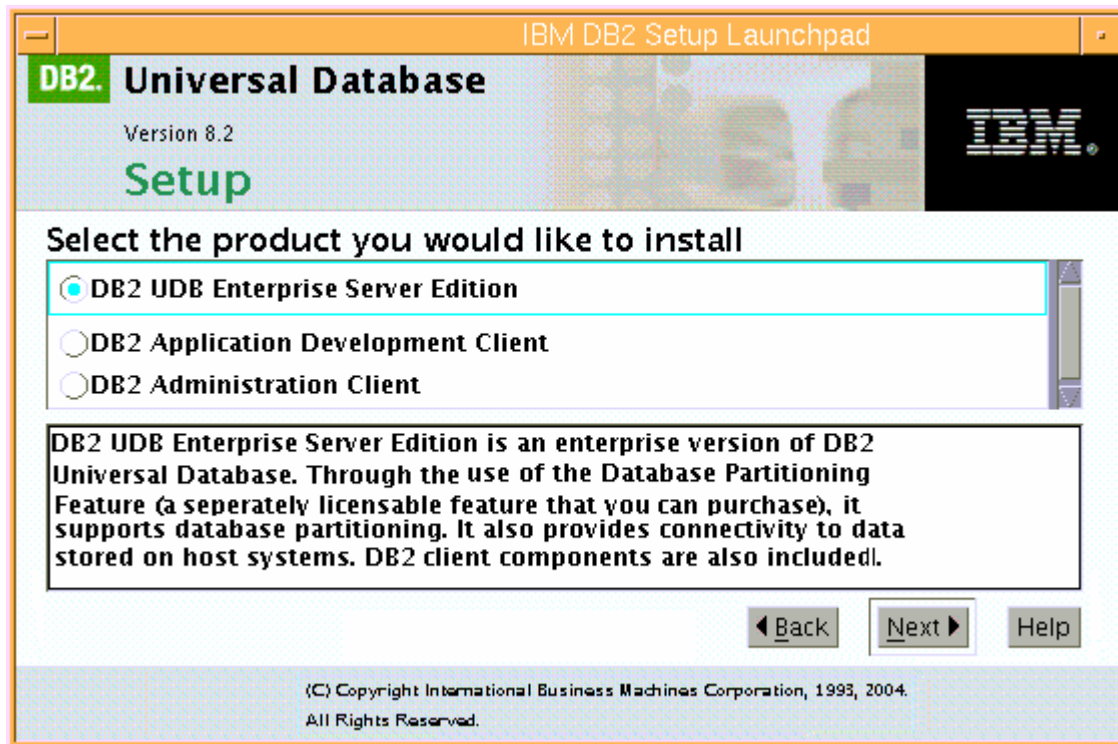 IBM DB2 Setup Launchpad
DB2. Universal Database
IBM.
Version 8.2
Setup
Select the product you would like to install
DB2 UDB Enterprise Server Edition
DB2 Application Development Client
DB2 Administration Client
DB2 UDB Enterprise Server Edition is an enterprise version of DB2
Universal Database. Through the use of the Database Partitioning
Feature (a seperately licensable feature that you can purchase), it
supports database partitioning. It also provides connectivity to data
stored on host systems. DB2 client components are also included.
Back Next Help
(C) Copyright International Business Machines Corporation, 1993, 2004.
All Rights Reserved.